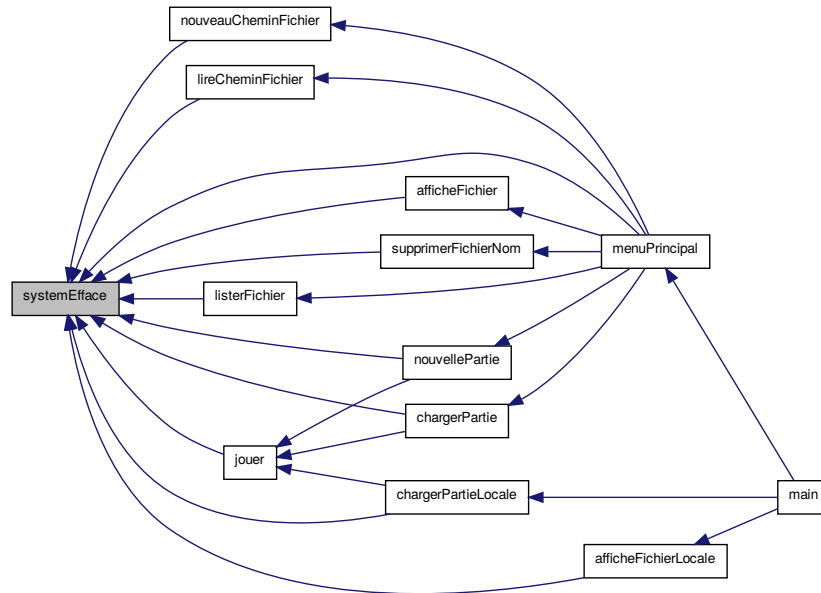 nouveauCheminFichier
lireCheminFichier
afficheFichier
supprimerFichierNom
menuPrincipal
systemEfface
listerFichier
nouvellePartie
chargerPartie
jouer
chargerPartieLocale
main
afficheFichierLocale